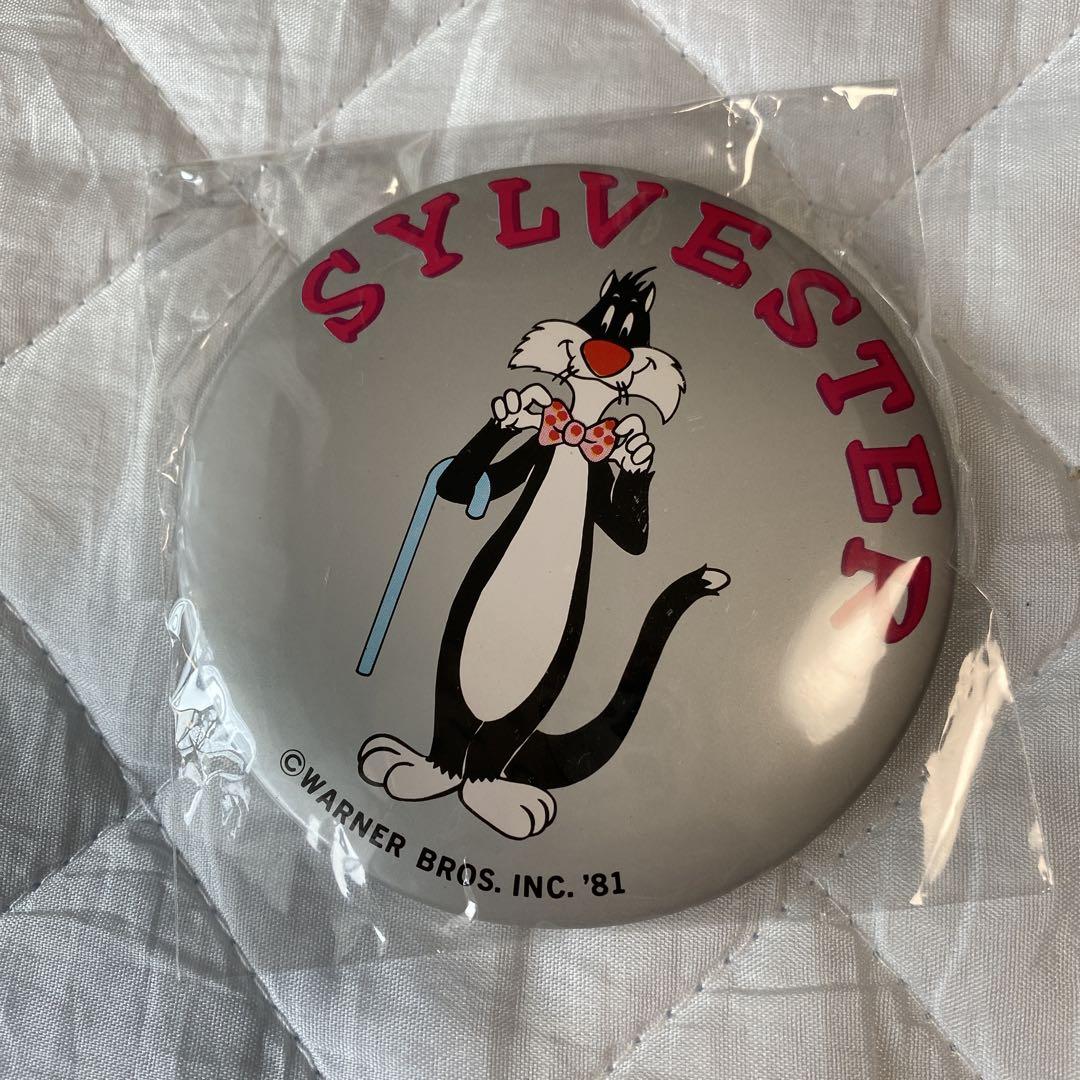 SYLVESTER
©WARNER BROS. INC. '81